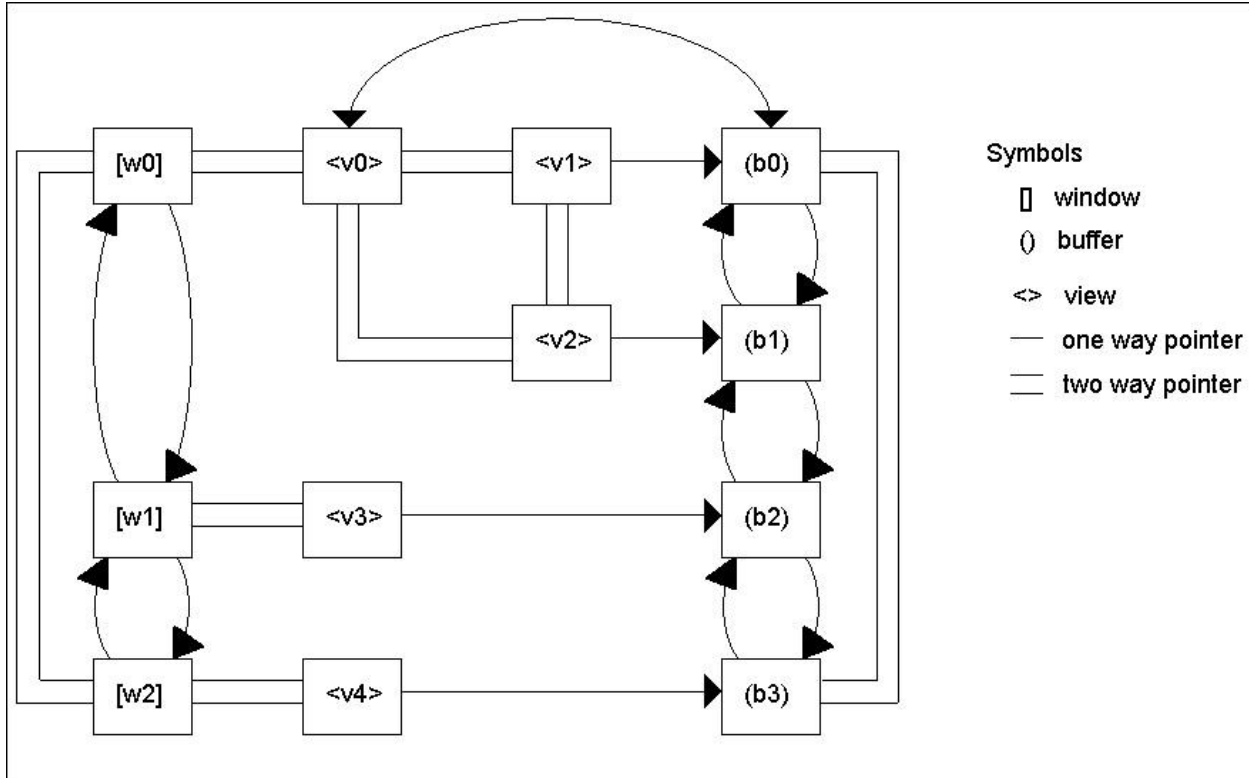 [w0] <v0> <v1> (b0)
<v2> (b1)
[w1] <v3> (b2)
[w2] <v4> (b3)
Symbols
[] window
() buffer
<> view
one way pointer
two way pointer